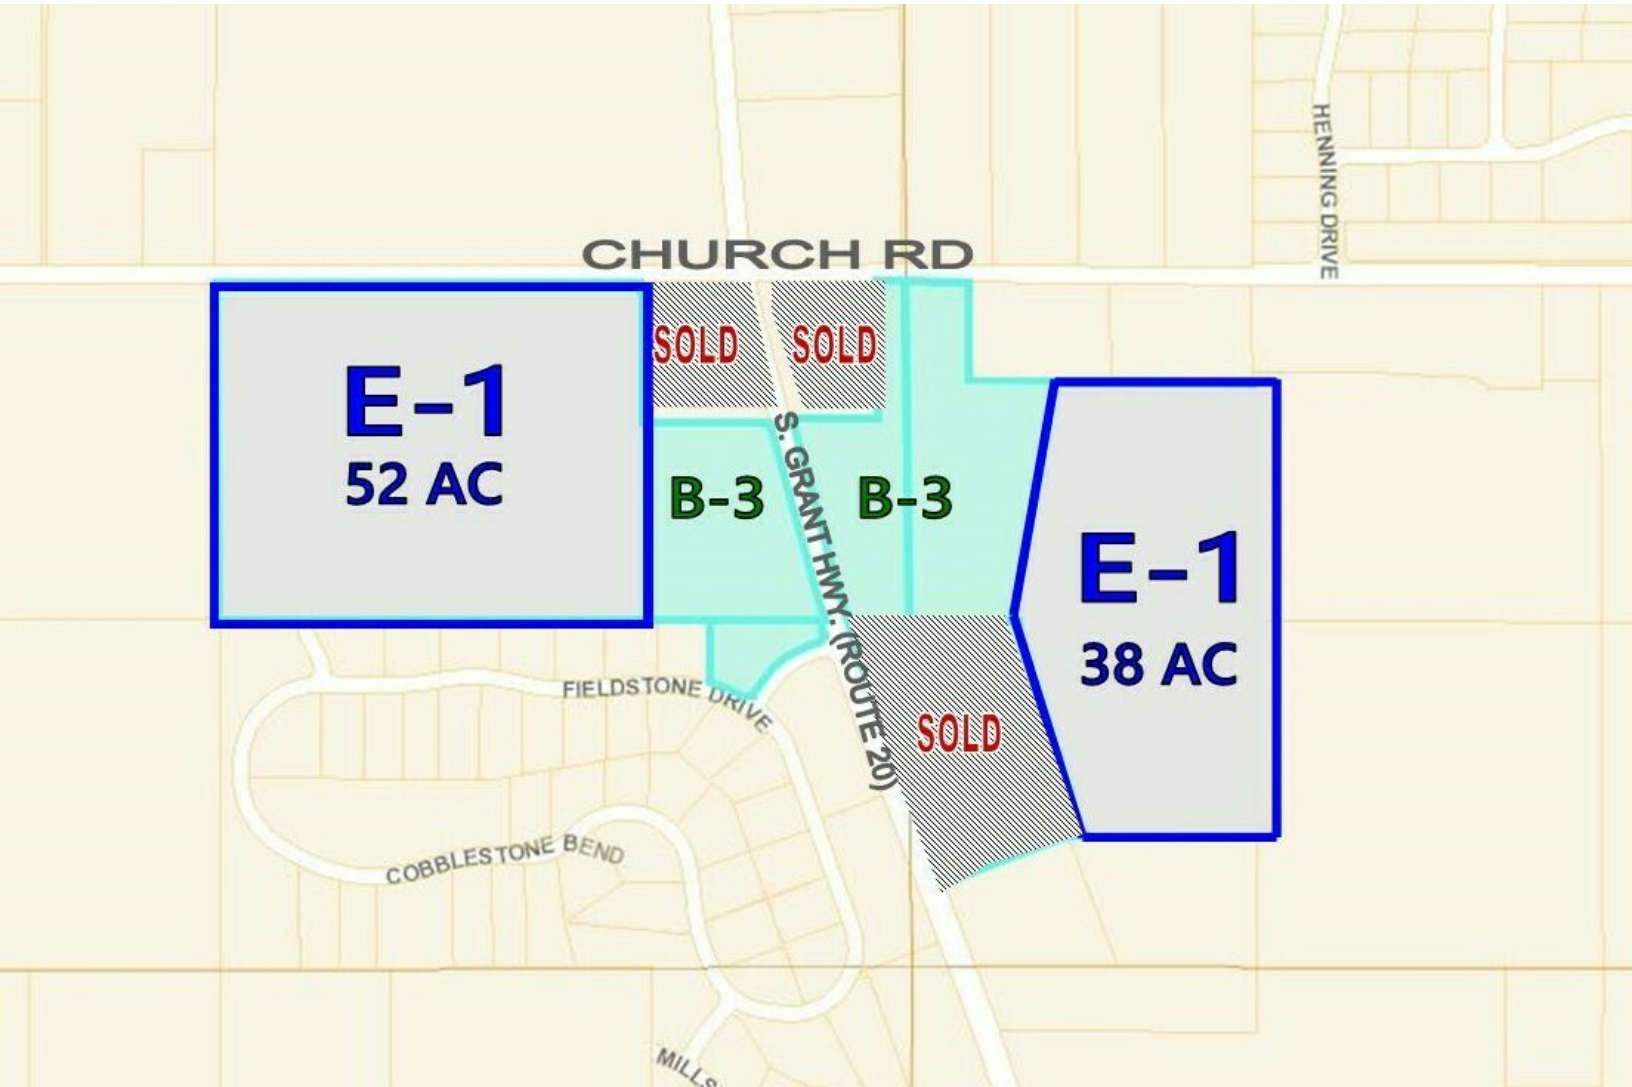 HENNING DRIVE
CHURCH RD
SOLD
SOLD
E-1
52 AC
S. GRANT HWY. (ROUTE 20)
B-3
B-3
E-1
38 AC
FIELDSTONE DRIVE
SOLD
COBBLESTONE BEND